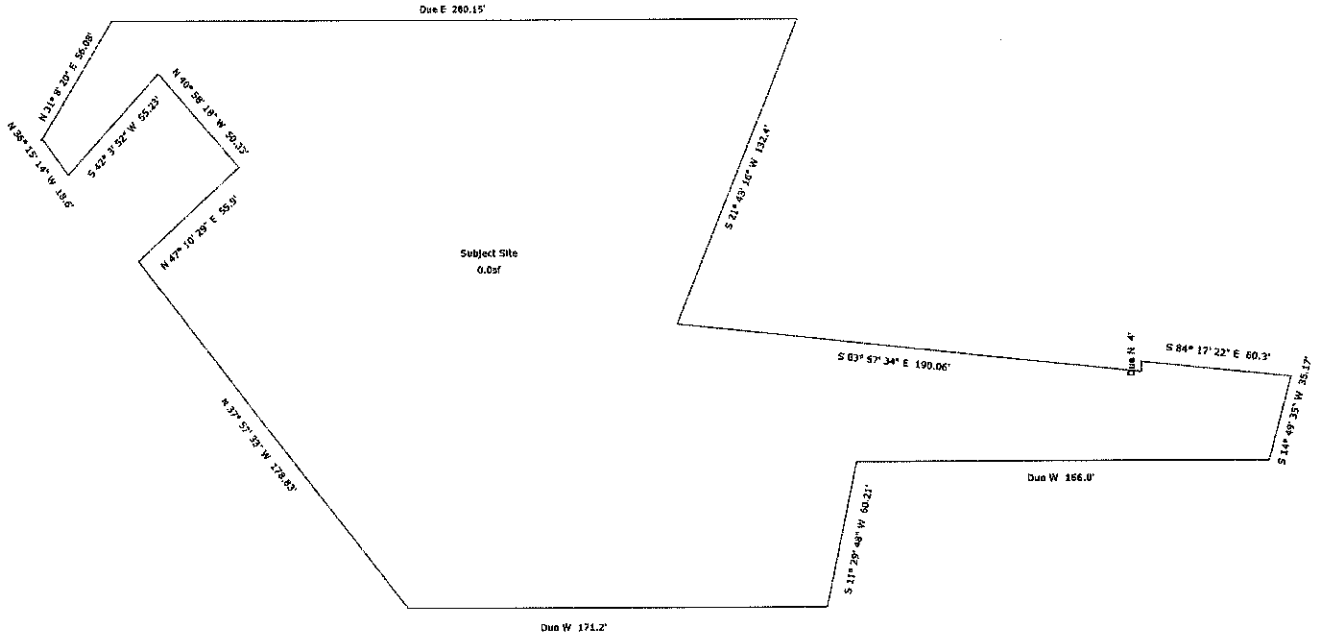 Due E 280.15'
N 31° 8' 20" E 56.08'
N 40° 58' 18" W 50.33'
N 36° 15' 14" W 18.6'
S 42° 3' 52" W 55.23'
N 47° 10' 29" E 55.9'
S 21° 43' 16" W 132.4'
Subject Site
0.0sf
S 83° 57' 34" E 190.06'
Due N 4'
S 84° 17' 22" E 60.3'
S 14° 49' 35" W 35.17'
N 37° 57' 33" W 178.83'
Due W 166.8'
S 11° 29' 48" W 60.21'
Due W 171.2'